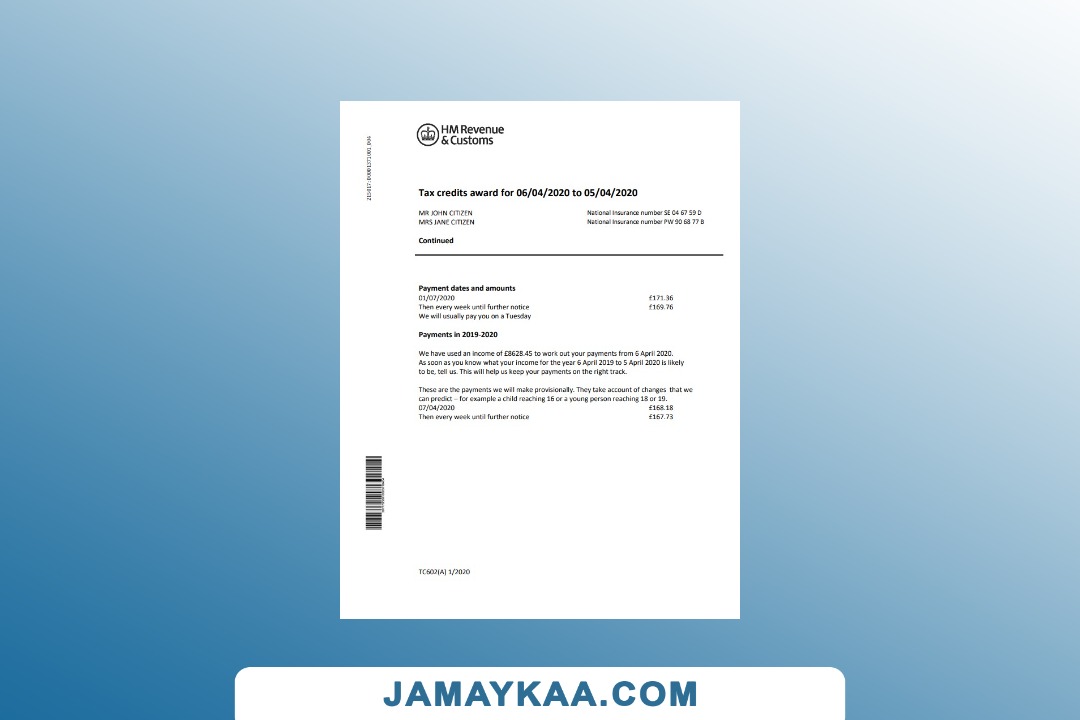 HM Revenue
& Customs
Tax credits award for 06/04/2020 to 05/04/2020
MR JOHN CITIZEN
National Insurance number SE 04 67 59 D
MRS JANE CITIZEN
National Insurance number PW 90 68 77 B
Continued
Payment dates and amounts
01/07/2020 £171.36
Then every week until further notice £169.76
We will usually pay you on a Tuesday
Payments in 2019-2020
We have used an income of £8628.45 to work out your payments from 6 April 2020.
As soon as you know what your income for the year 6 April 2019 to 5 April 2020 is likely
to be, tell us. This will help us keep your payments on the right track.
These are the payments we will make provisionally. They take account of changes that we
can predict – for example a child reaching 16 or a young person reaching 18 or 19.
07/04/2020 £168.18
Then every week until further notice £167.73
TC602(A) 1/2020
JAMAYKAA.COM